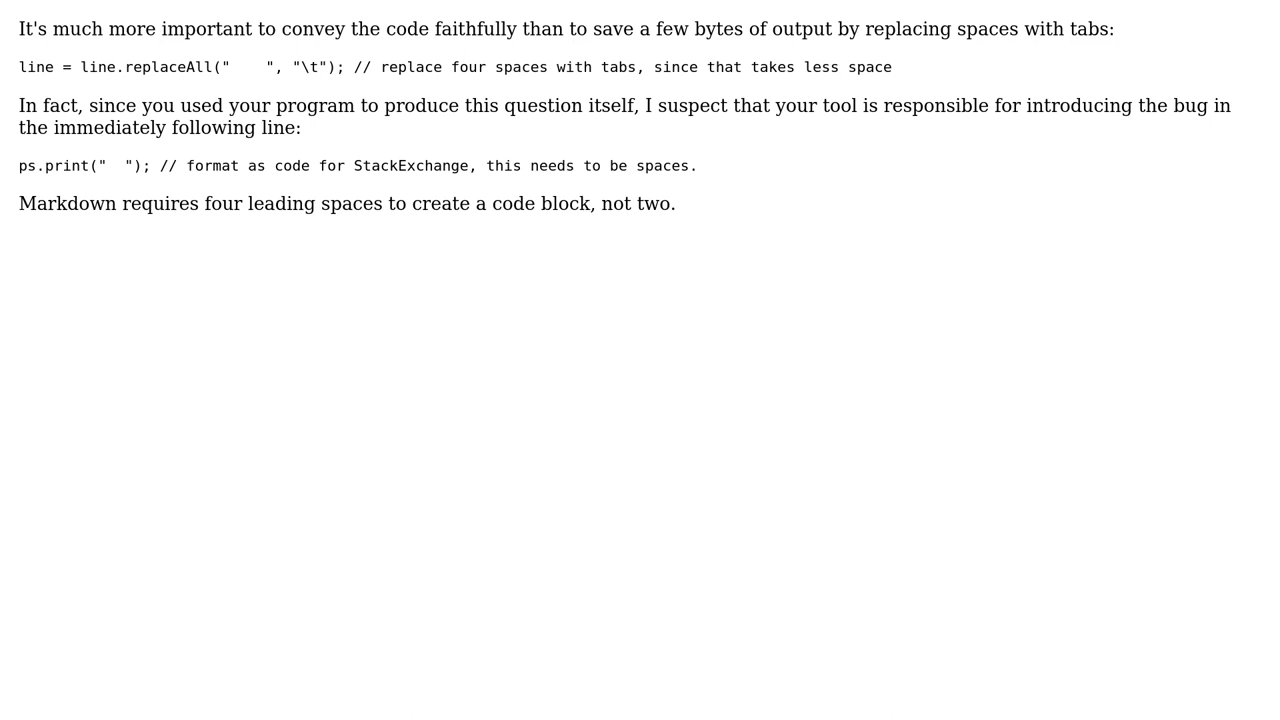 It's much more important to convey the code faithfully than to save a few bytes of output by replacing spaces with tabs:
line = line.replaceAll("    ", "\t"); // replace four spaces with tabs, since that takes less space
In fact, since you used your program to produce this question itself, I suspect that your tool is responsible for introducing the bug in
the immediately following line:
ps.print("  "); // format as code for StackExchange, this needs to be spaces.
Markdown requires four leading spaces to create a code block, not two.